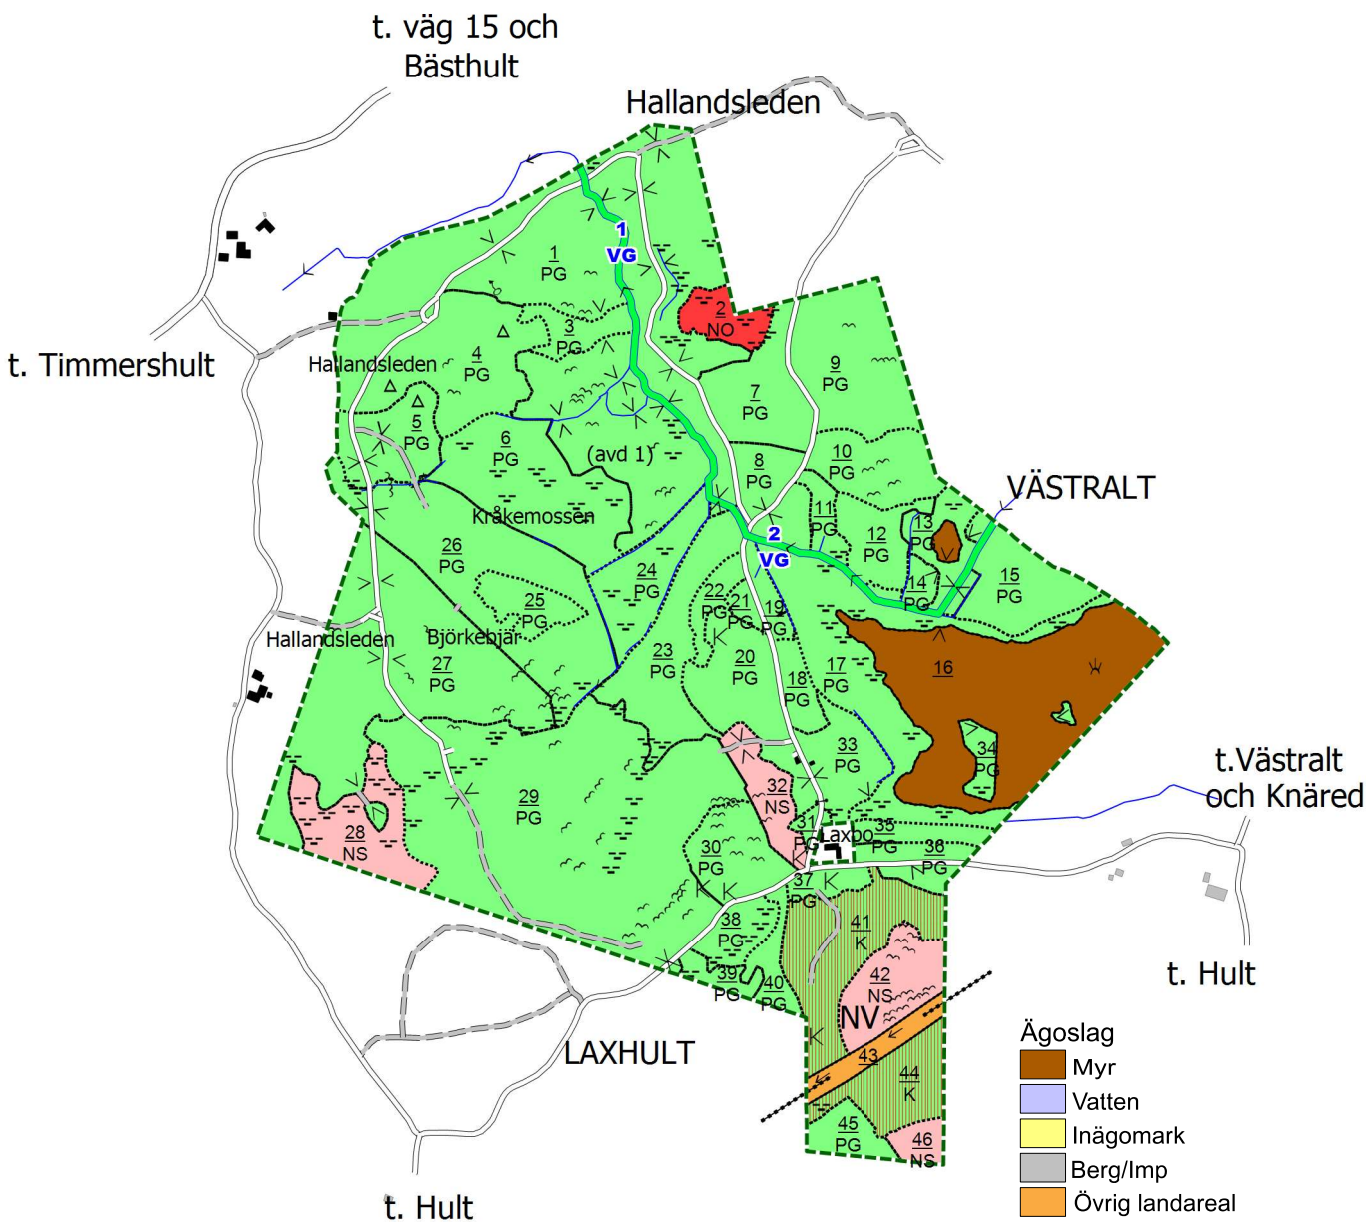 t. väg 15 och
Bästhult
Hallandsleden
1
VG
1
PG
2
NO
3
PG
t. Timmershult
Hallandsleden
4
PG
9
PG
7
PG
5
PG
6
PG
(avd 1)
8
PG
10
PG
VÄSTRALT
Kråkemossen
11
PG
12
PG
13
PG
2
VG
26
PG
24
PG
14
PG
15
PG
25
PG
22
PG
21
PG
19
PG
Hallandsleden
Björkebjär
27
PG
23
PG
20
PG
18
PG
17
PG
16
33
PG
34
PG
t.Västralt
och Knäred
29
PG
32
NS
28
NS
31
PG
Laxbo
35
PG
30
PG
36
PG
37
PG
38
PG
41
K
39
PG
40
PG
42
NS
t. Hult
NV
LAXHULT
43
44
K
45
PG
46
NS
t. Hult
Ägoslag
Myr
Vatten
Inägomark
Berg/Imp
Övrig landareal